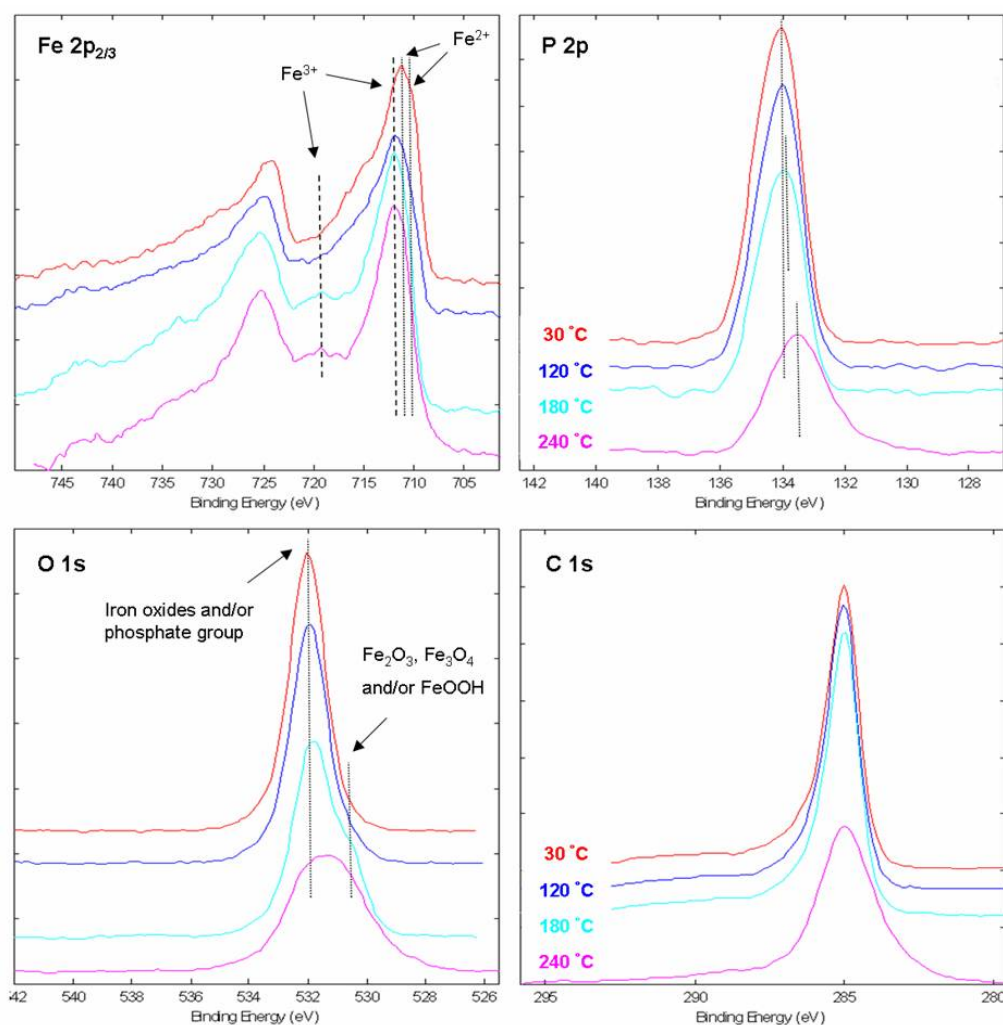 Fe 2p2/3
Fe2+
Fe3+
745 740 735 730 725 720 715 710 705
Binding Energy (eV)
P 2p
30 °C
120 °C
180 °C
240 °C
142 140 138 136 134 132 130 128
Binding Energy (eV)
O 1s
Iron oxides and/or
phosphate group
Fe2O3, Fe3O4
and/or FeOOH
42 540 538 536 534 532 530 528 526
Binding Energy (eV)
C 1s
30 °C
120 °C
180 °C
240 °C
295 290 285 280
Binding Energy (eV)